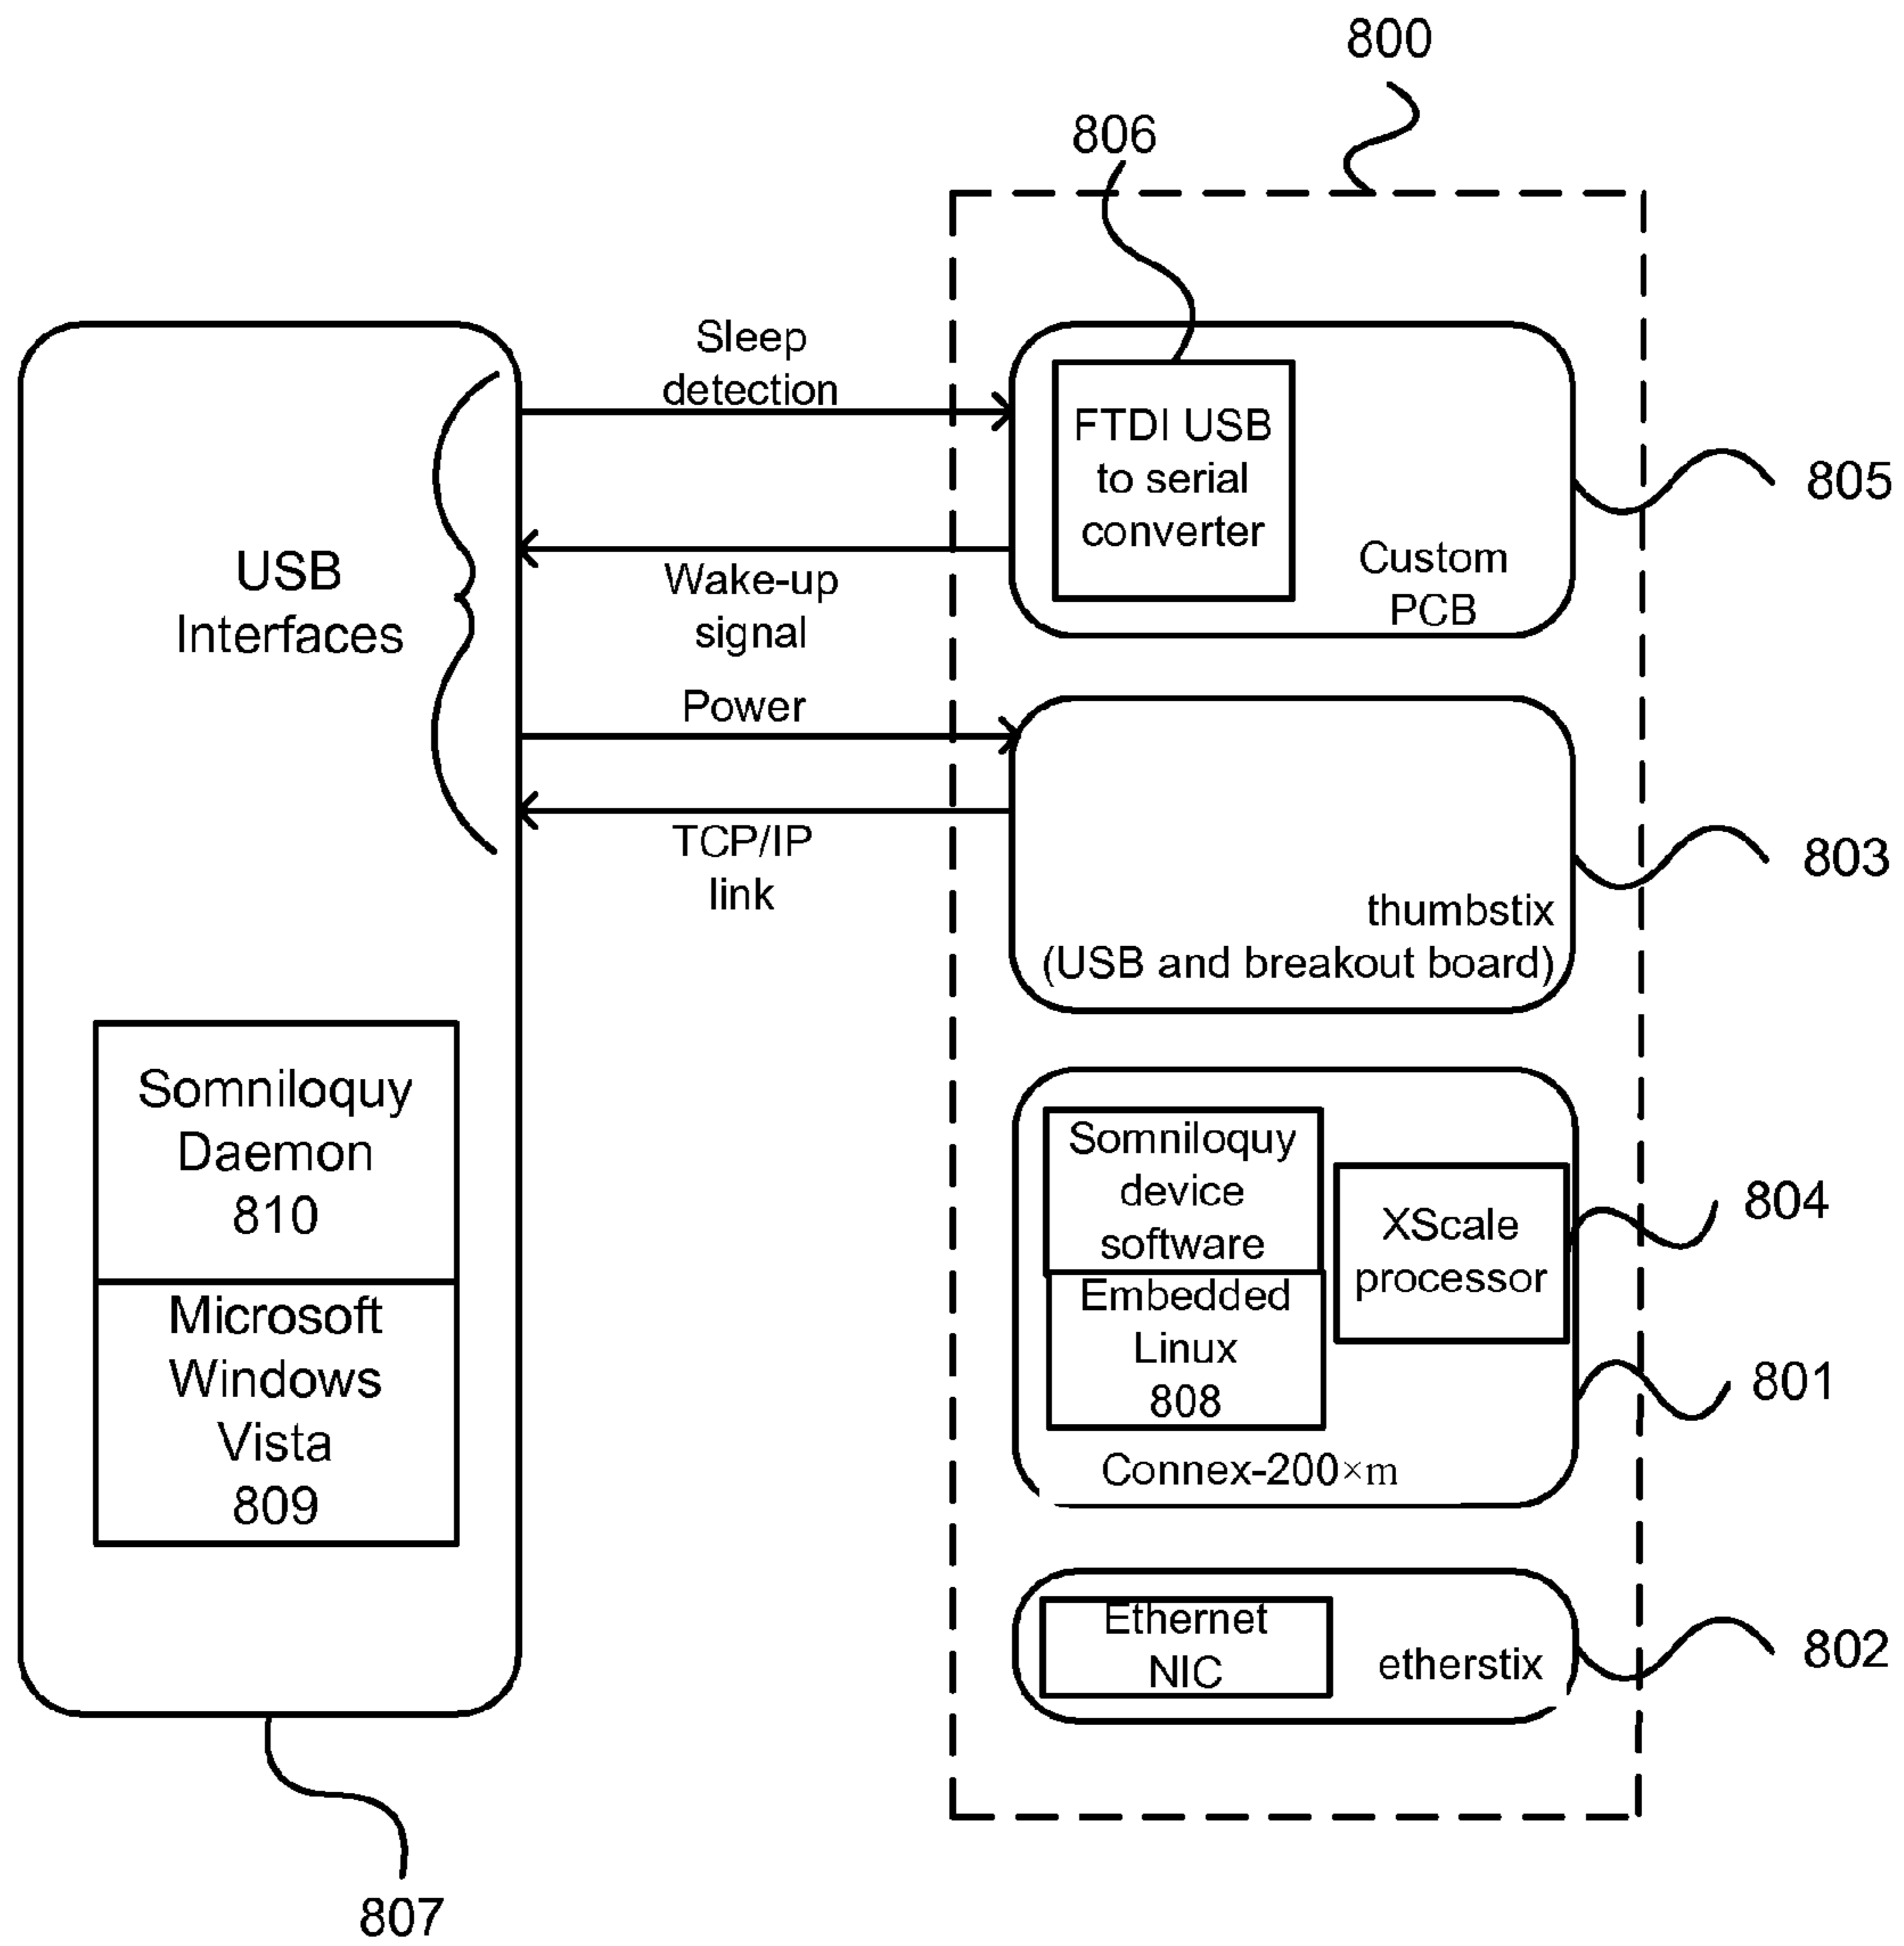 800
806
Sleep
detection
FTDI USB
to serial
converter
805
Custom
PCB
USB
Interfaces
Wake-up
signal
Power
TCP/IP
link
803
thumbstix
(USB and breakout board)
Somniloquy
Daemon
810
Microsoft
Windows
Vista
809
Somniloquy
device
software
Embedded
Linux
808
XScale
processor
804
801
Connex-200×m
Ethernet
NIC
etherstix
802
807